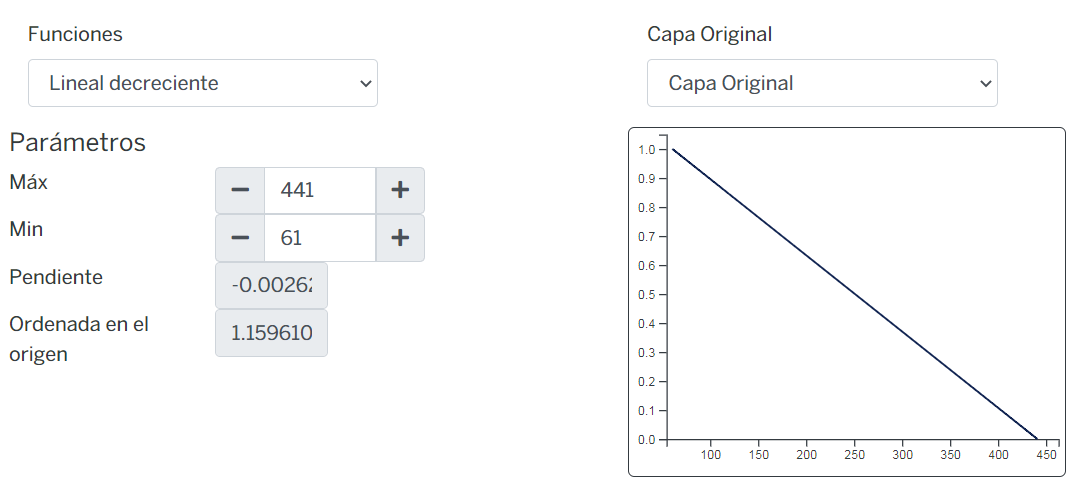 Funciones
Lineal decreciente
Parámetros
Máx
441
Min
61
Pendiente
-0.0026
Ordenada en el
origen
1.159610
Capa Original
Capa Original
1.0
0.9
0.8
0.7
0.6
0.5
0.4
0.3
0.2
0.1
0.0
100 150 200 250 300 350 400 450